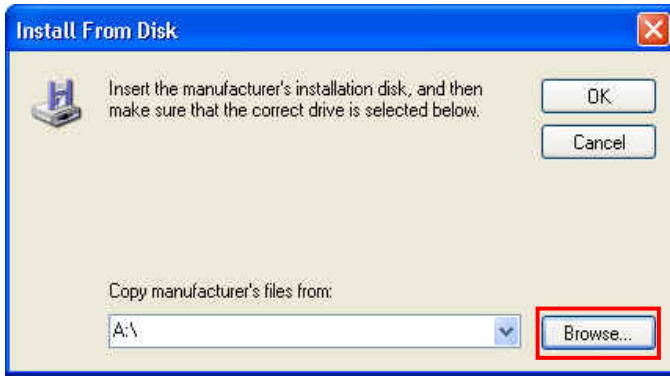 Install From Disk
Insert the manufacturer's installation disk, and then
make sure that the correct drive is selected below.
OK
Cancel
Copy manufacturer's files from:
A:\
Browse...